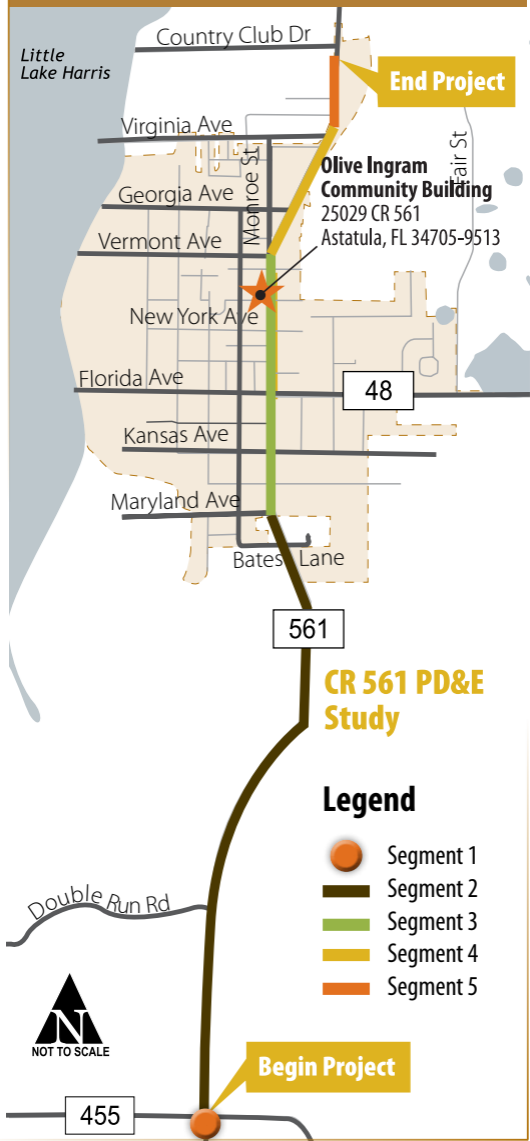 Country Club Dr
Little
Lake Harris
End Project
Virginia Ave
Monroe St
Fair St
Olive Ingram
Community Building
25029 CR 561
Astatula, FL 34705-9513
Georgia Ave
Vermont Ave
New York Ave
Florida Ave
48
Kansas Ave
Maryland Ave
Bates Lane
561
CR 561 PD&E
Study
Legend
Segment 1
Segment 2
Segment 3
Segment 4
Segment 5
Double Run Rd
N
NOT TO SCALE
Begin Project
455